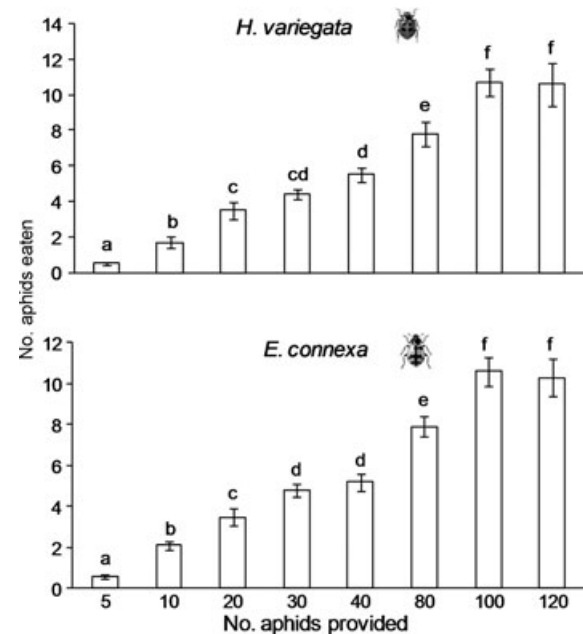 No. aphids eaten
14
H. variegata
12
f f
10
e
8
d
6
cd
c
4
b
2
a
0
12
E. connexa
f f
10
e
8
d d
6
c
4
b
2
a
0
5 10 20 30 40 80 100 120
No. aphids provided